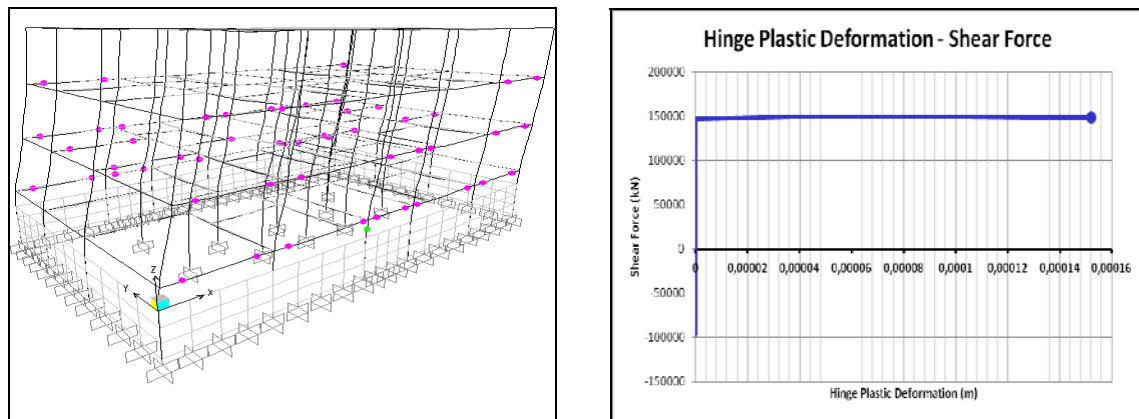 Z
Y
X
Hinge Plastic Deformation - Shear Force
Shear Force (kN)
200000
150000
100000
50000
0
-50000
-100000
-150000
0 0,00002 0,00004 0,00006 0,00008 0,0001 0,00012 0,00014 0,00016
Hinge Plastic Deformation (m)